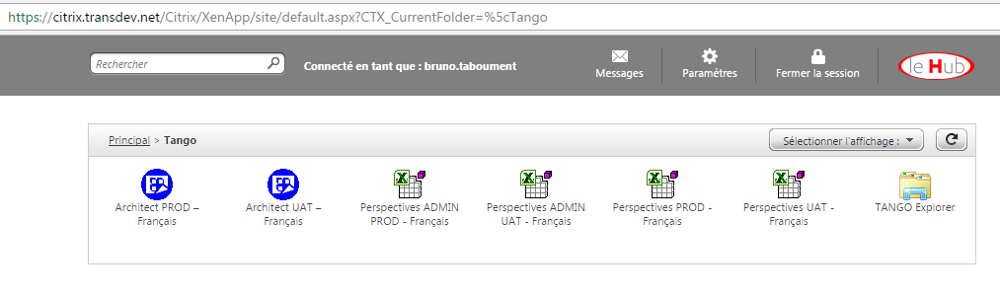 https://citrix.transdev.net/Citrix/XenApp/site/default.aspx?CTX_CurrentFolder=%5cTango
Rechercher
Connecté en tant que : bruno.taboument
Messages
Paramètres
Fermer la session
le Hub
Principal > Tango
Sélectionner l'affichage :
Architect PROD –
Français
Architect UAT –
Français
Perspectives ADMIN
PROD - Français
Perspectives ADMIN
UAT - Français
Perspectives PROD -
Français
Perspectives UAT -
Français
TANGO Explorer